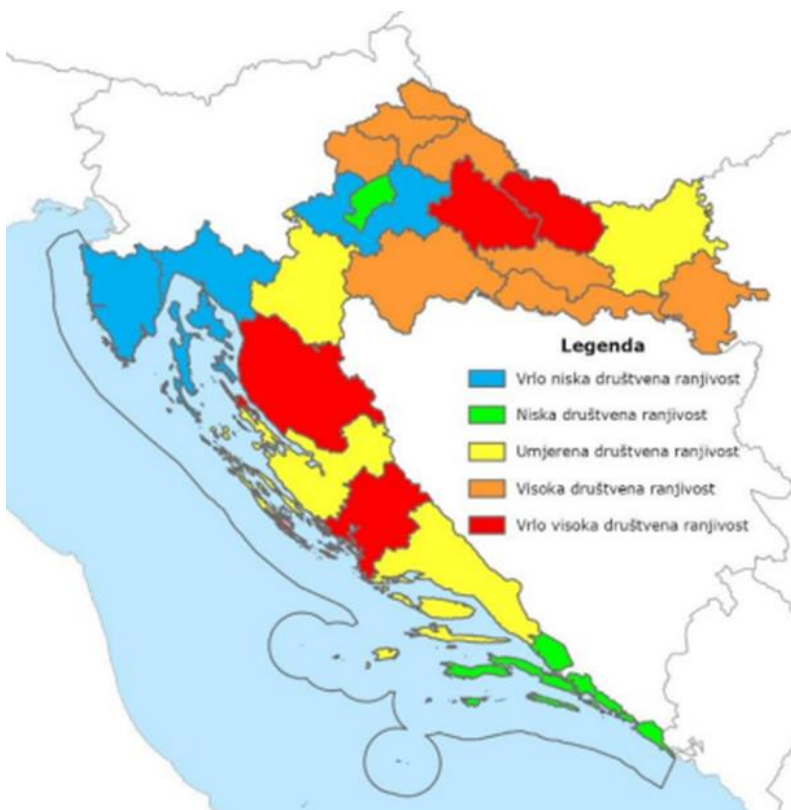 Legenda
Vrlo niska društvena ranjivost
Niska društvena ranjivost
Umjerena društvena ranjivost
Visoka društvena ranjivost
Vrlo visoka društvena ranjivost